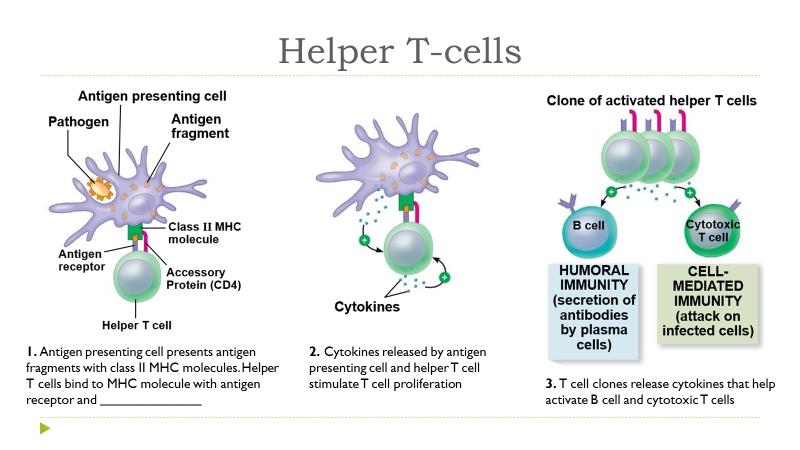 Helper T-cells
Antigen presenting cell
Pathogen
Antigen
fragment
Class II MHC
molecule
Antigen
receptor
Accessory
Protein (CD4)
Helper T cell
1. Antigen presenting cell presents antigen
fragments with class II MHC molecules. Helper
T cells bind to MHC molecule with antigen
receptor and _______________
+
+
Cytokines
2. Cytokines released by antigen
presenting cell and helper T cell
stimulate T cell proliferation
Clone of activated helper T cells
+
+
B cell
Cytotoxic
T cell
HUMORAL
IMMUNITY
(secretion of
antibodies
by plasma
cells)
CELL-
MEDIATED
IMMUNITY
(attack on
infected cells)
3. T cell clones release cytokines that help
activate B cell and cytotoxic T cells